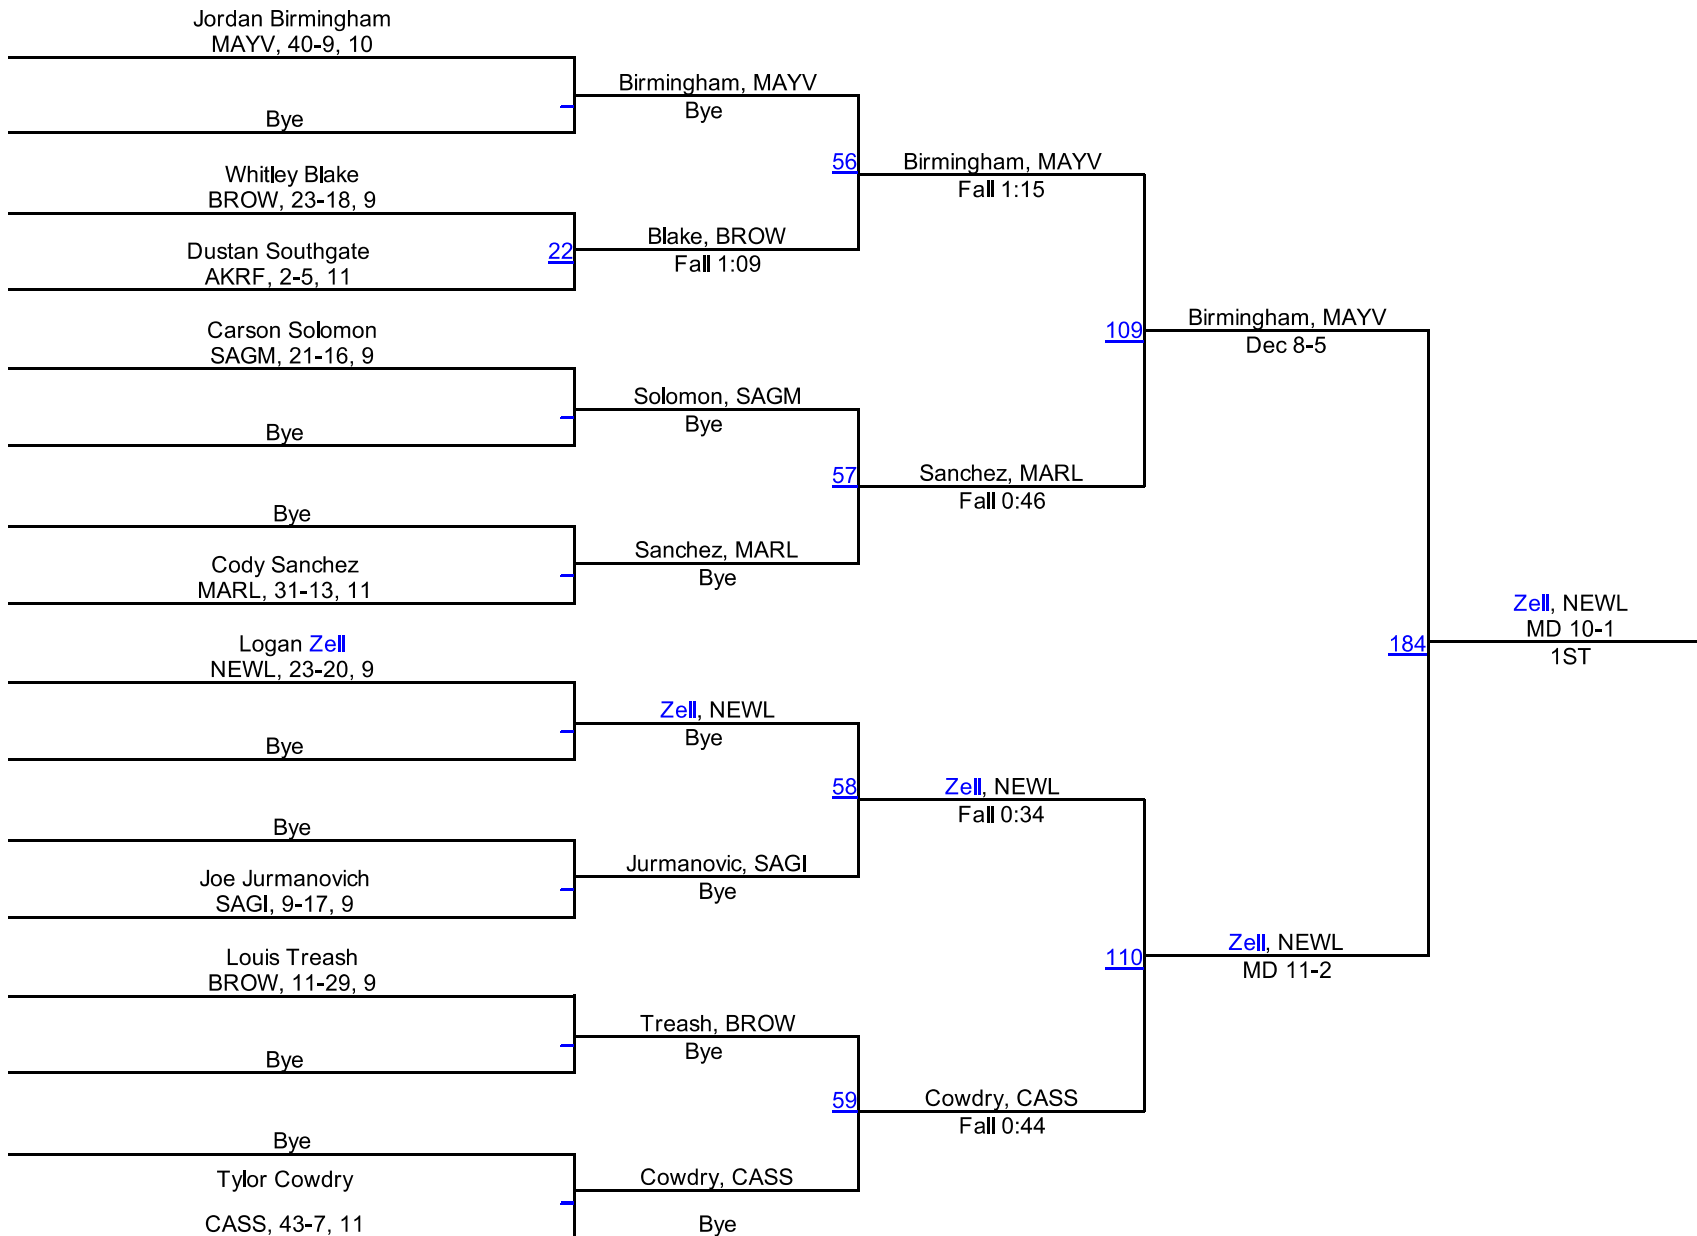 Jordan Birmingham
MAYV, 40-9, 10
Bye
Whitley Blake
BROW, 23-18, 9
Dustan Southgate
AKRF, 2-5, 11
22
Carson Solomon
SAGM, 21-16, 9
Bye
Bye
Cody Sanchez
MARL, 31-13, 11
Logan Zell
NEWL, 23-20, 9
Bye
Bye
Joe Jurmanovich
SAGI, 9-17, 9
Louis Treash
BROW, 11-29, 9
Bye
Bye
Tylor Cowdry
CASS, 43-7, 11
Birmingham, MAYV
Bye
56
Blake, BROW
Fall 1:09
Solomon, SAGM
Bye
57
Sanchez, MARL
Bye
Zell, NEWL
Bye
58
Jurmanovic, SAGI
Bye
Treash, BROW
Bye
59
Cowdry, CASS
Bye
Birmingham, MAYV
Fall 1:15
109
Sanchez, MARL
Fall 0:46
Zell, NEWL
Fall 0:34
110
Cowdry, CASS
Fall 0:44
Birmingham, MAYV
Dec 8-5
184
Zell, NEWL
MD 11-2
Zell, NEWL
MD 10-1
1ST